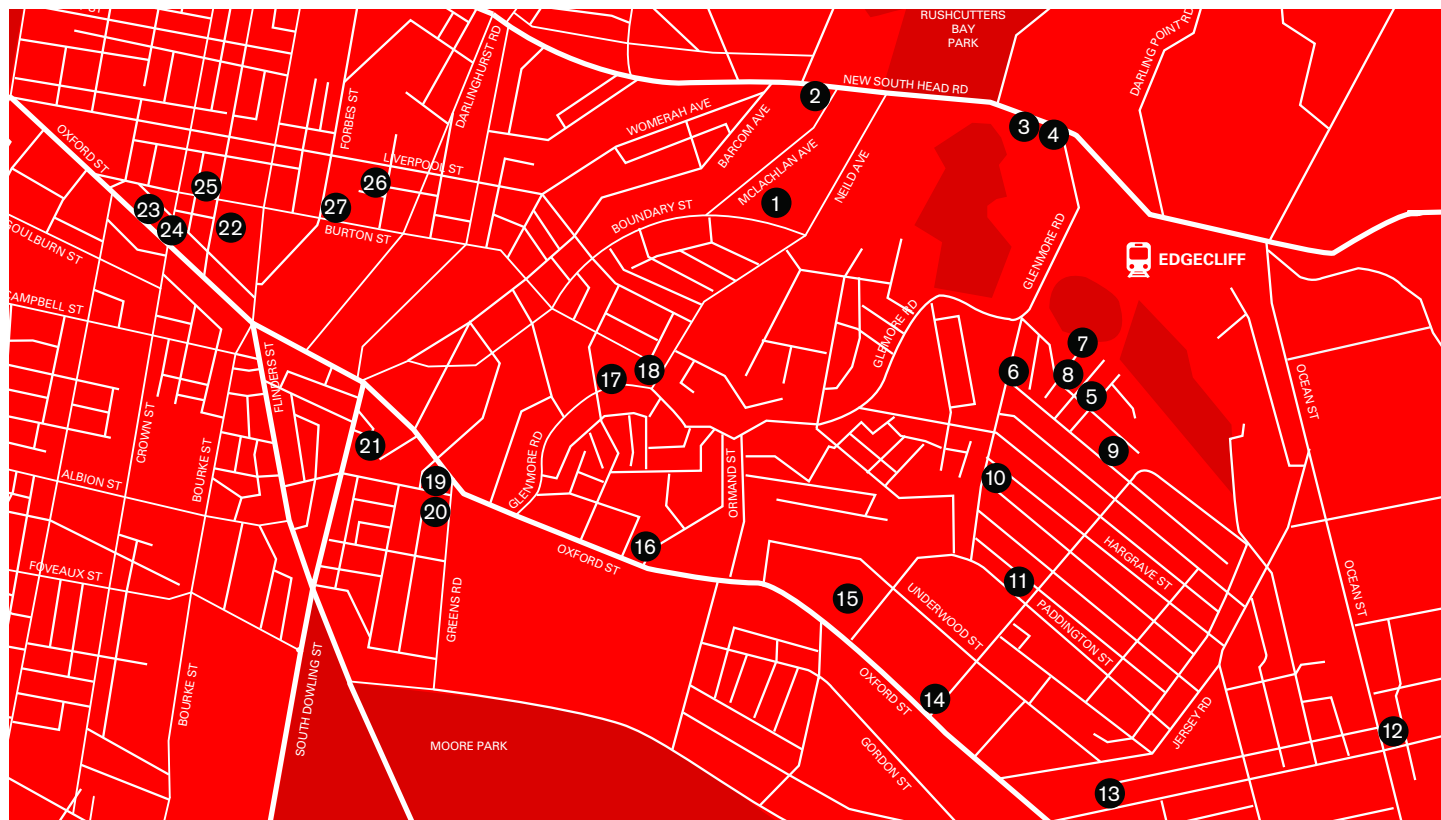 RUSHCUTTERS
BAY
PARK
DARLING POINT RD
NEW SOUTH HEAD RD
DARLINGHURST RD
FORBES ST
WOMERAH AVE
BARCOM AVE
MCLACHLAN AVE
NEILD AVE
LIVERPOOL ST
OXFORD ST
BOUNDARY ST
BURTON ST
GOULBURN ST
CAMPBELL ST
GLENMORE RD
GLENMORE RD
EDGECLIFF
FLINDERS ST
CROWN ST
BOURKE ST
ALBION ST
FOVEAUX ST
GLENMORE RD
ORMAND ST
OXFORD ST
OCEAN ST
HARGRAVE ST
UNDERWOOD ST
PADDINGTON ST
OCEAN ST
GREENS RD
BOURKE ST
SOUTH DOWLING ST
MOORE PARK
OXFORD ST
GORDON ST
JERSEY RD
1
2
3
4
5
6
7
8
9
10
11
12
13
14
15
16
17
18
19
20
21
22
23
24
25
26
27